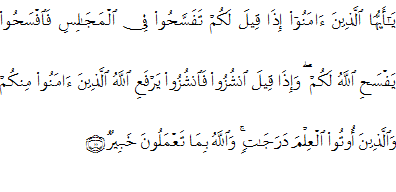 يَٰٓأَيُّهَا ٱلَّذِينَ ءَامَنُوٓا۟ إِذَا قِيلَ لَكُمْ تَفَسَّحُوا۟ فِى ٱلْمَجَٰلِسِ فَٱفْسَحُوا۟
يَفْسَحِ ٱللَّهُ لَكُمْ ۖ وَإِذَا قِيلَ ٱنشُزُوا۟ فَٱنشُزُوا۟ يَرْفَعِ ٱللَّهُ ٱلَّذِينَ ءَامَنُوا۟ مِنكُمْ
وَٱلَّذِينَ أُوتُوا۟ ٱلْعِلْمَ دَرَجَٰتٍ ۚ وَٱللَّهُ بِمَا تَعْمَلُونَ خَبِيرٌ